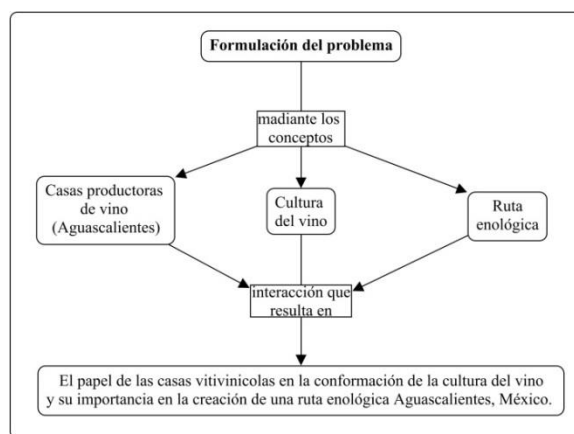 Formulación del problema
madiante los
conceptos
Casas productoras
de vino
(Aguascalientes)
Cultura
del vino
Ruta
enológica
interacción que
resulta en
El papel de las casas vitivinicolas en la conformación de la cultura del vino
y su importancia en la creación de una ruta enológica Aguascalientes, México.